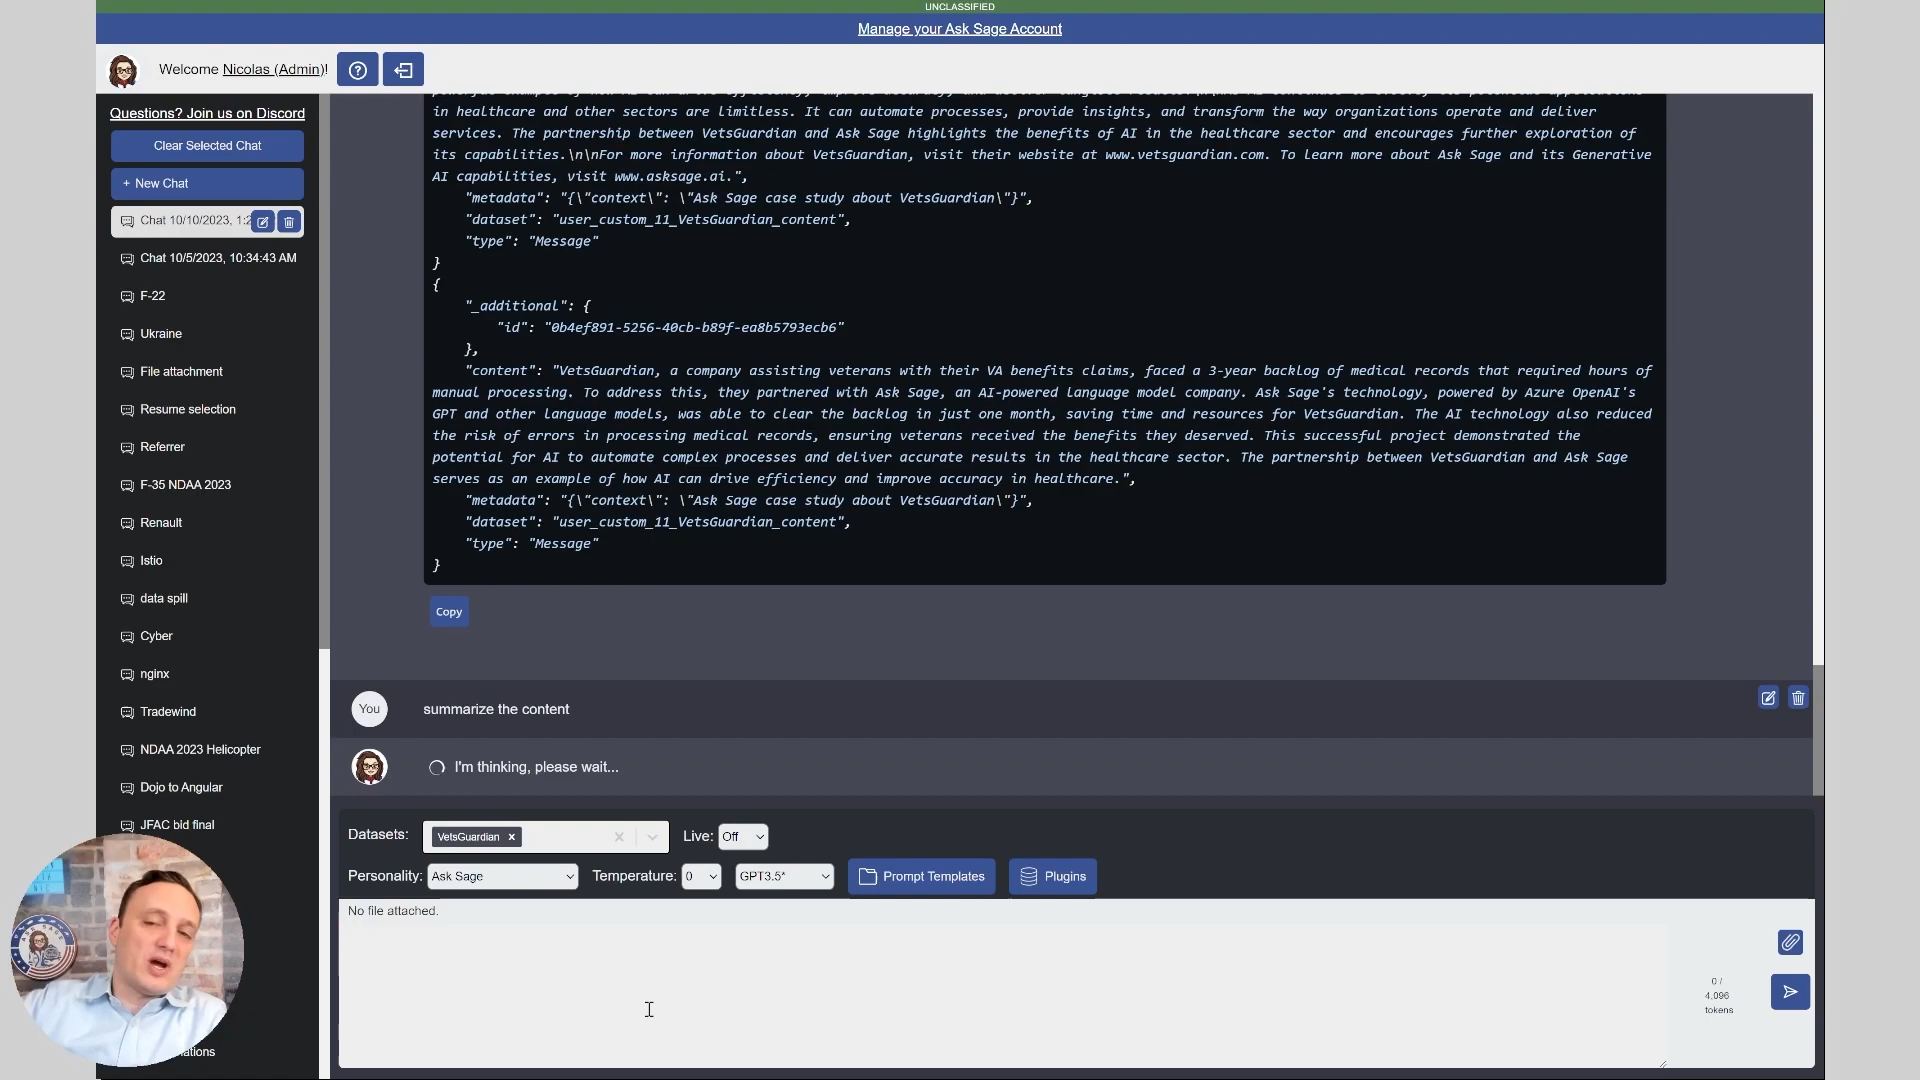 UNCLASSIFIED
Manage your Ask Sage Account
Welcome Nicolas (Admin)!
Questions? Join us on Discord
Clear Selected Chat
+ New Chat
Chat 10/10/2023, 1:2
Chat 10/5/2023, 10:34:43 AM
F-22
Ukraine
File attachment
Resume selection
Referrer
F-35 NDAA 2023
Renault
Istio
data spill
Cyber
nginx
Tradewind
NDAA 2023 Helicopter
Dojo to Angular
JFAC bid final
in healthcare and other sectors are limitless. It can automate processes, provide insights, and transform the way organizations operate and deliver
services. The partnership between VetsGuardian and Ask Sage highlights the benefits of AI in the healthcare sector and encourages further exploration of
its capabilities.\n\nFor more information about VetsGuardian, visit their website at www.vetsguardian.com. To learn more about Ask Sage and its Generative
AI capabilities, visit www.asksage.ai.",
"metadata": "{\"context\": \"Ask Sage case study about VetsGuardian\"}",
"dataset": "user_custom_11_VetsGuardian_content",
"type": "Message"
}
{
"_additional": {
"id": "0b4ef891-5256-40cb-b89f-ea8b5793ecb6"
},
"content": "VetsGuardian, a company assisting veterans with their VA benefits claims, faced a 3-year backlog of medical records that required hours of
manual processing. To address this, they partnered with Ask Sage, an AI-powered language model company. Ask Sage's technology, powered by Azure OpenAI's
GPT and other language models, was able to clear the backlog in just one month, saving time and resources for VetsGuardian. The AI technology also reduced
the risk of errors in processing medical records, ensuring veterans received the benefits they deserved. This successful project demonstrated the
potential for AI to automate complex processes and deliver accurate results in the healthcare sector. The partnership between VetsGuardian and Ask Sage
serves as an example of how AI can drive efficiency and improve accuracy in healthcare.",
"metadata": "{\"context\": \"Ask Sage case study about VetsGuardian\"}",
"dataset": "user_custom_11_VetsGuardian_content",
"type": "Message"
}
Copy
You
summarize the content
I'm thinking, please wait...
Datasets: VetsGuardian × Live: Off
Personality: Ask Sage Temperature: 0 GPT3.5* Prompt Templates Plugins
No file attached.
0 /
4,096
tokens